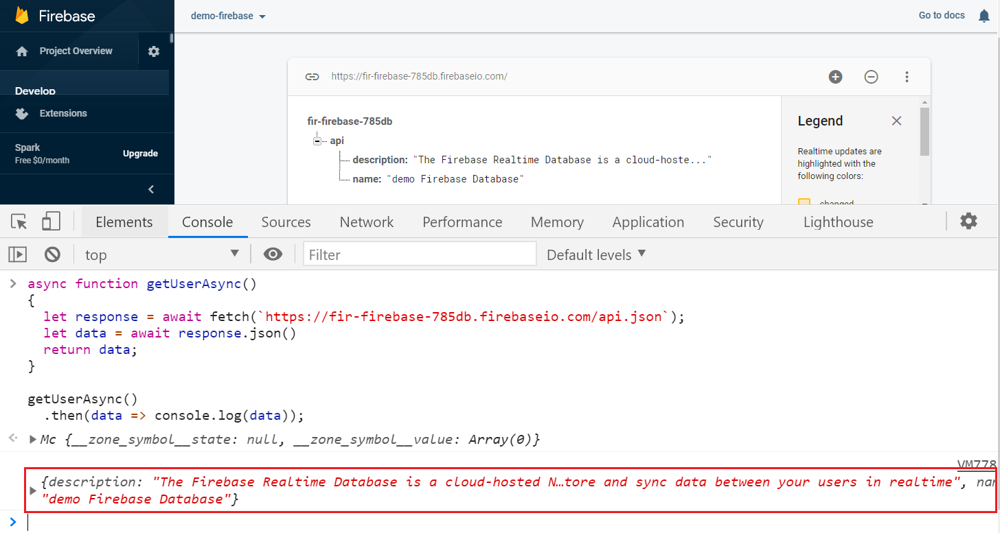 Firebase
demo-firebase
Go to docs
Project Overview
Develop
Extensions
Spark
Free $0/month
Upgrade
https://fir-firebase-785db.firebaseio.com/
fir-firebase-785db
api
description: "The Firebase Realtime Database is a cloud-hoste..."
name: "demo Firebase Database"
Legend
Realtime updates are
highlighted with the
following colors:
changed
Elements Console Sources Network Performance Memory Application Security Lighthouse
top Filter Default levels
async function getUserAsync()
{
let response = await fetch(`https://fir-firebase-785db.firebaseio.com/api.json`);
let data = await response.json()
return data;
}
getUserAsync()
.then(data => console.log(data));
Mc {__zone_symbol__state: null, __zone_symbol__value: Array(0)}
VM778
{description: "The Firebase Realtime Database is a cloud-hosted N…tore and sync data between your users in realtime", nam
"demo Firebase Database"}